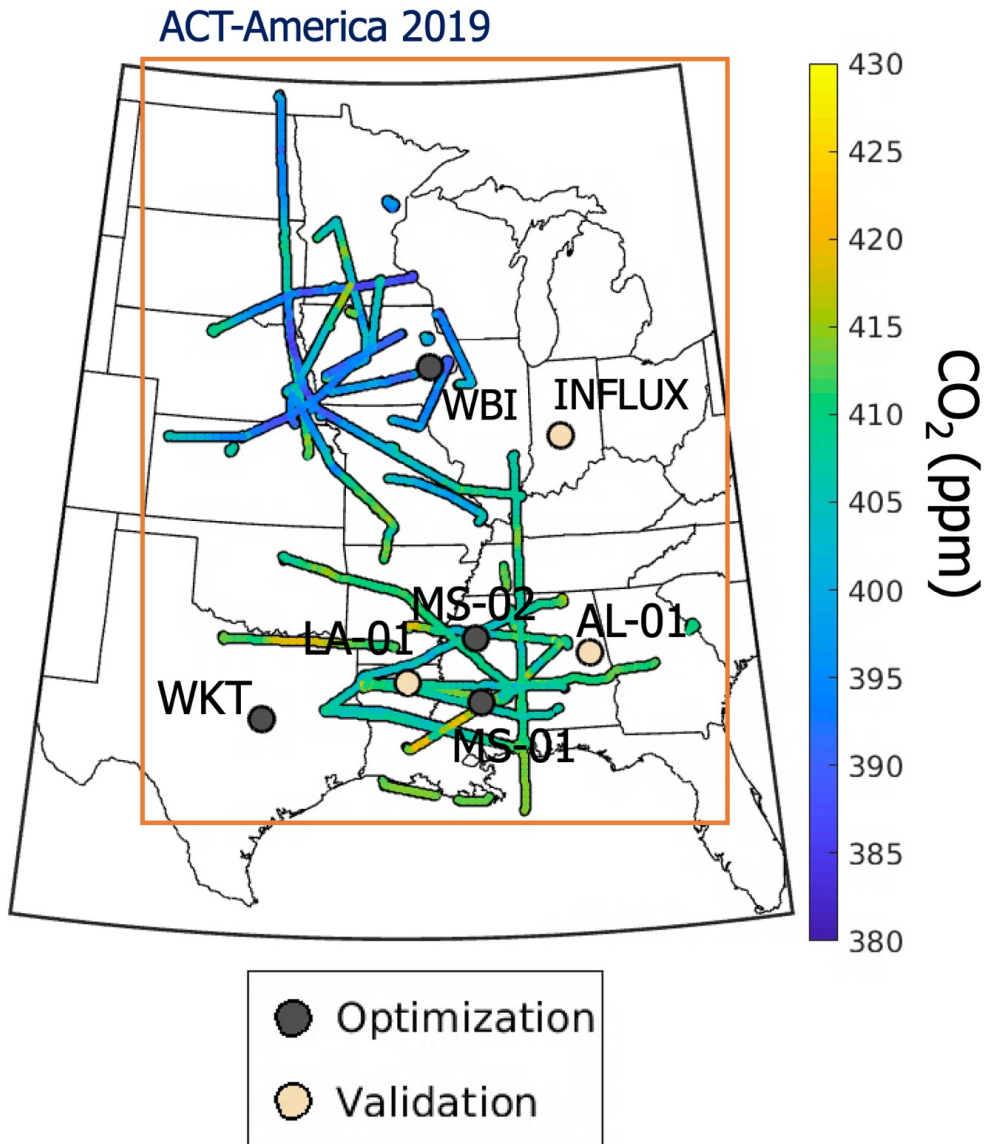 ACT-America 2019
430
425
420
415
410
405
400
395
390
385
380
CO₂ (ppm)
WBI
INFLUX
MS-02
LA-01
AL-01
WKT
MS-01
Optimization
Validation